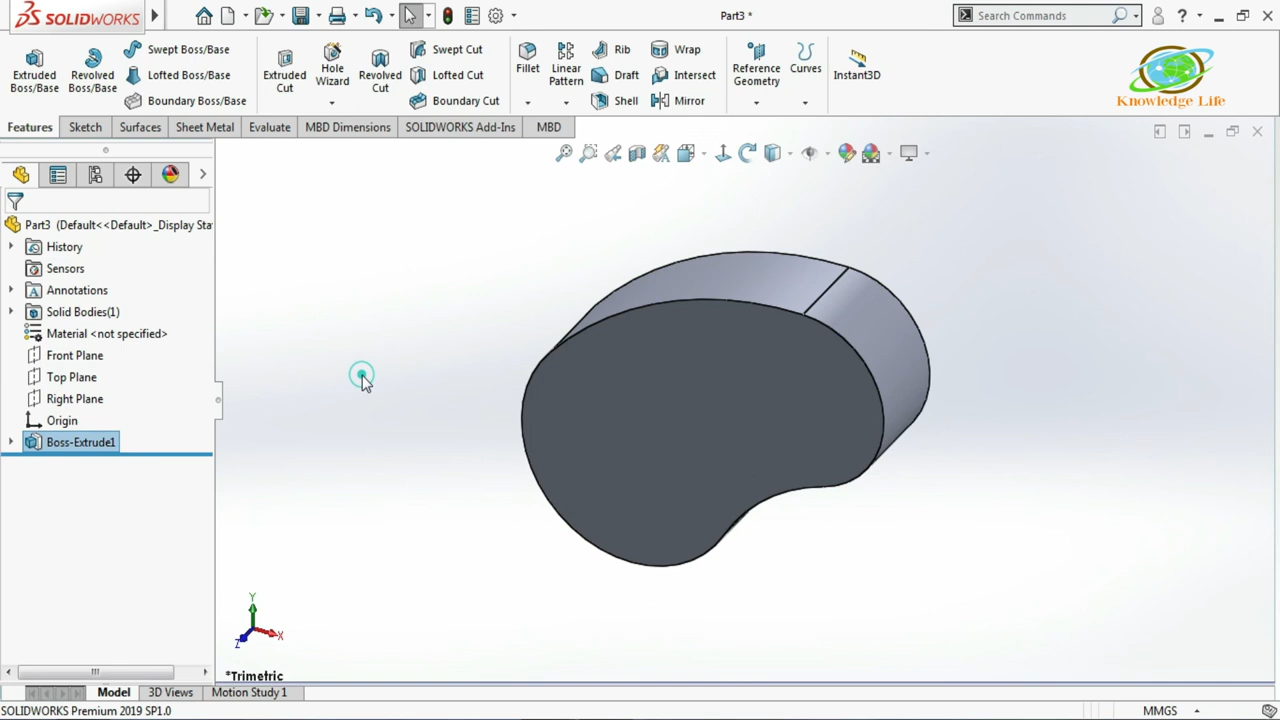 SOLIDWORKS
Part3 *
Search Commands
Extruded Boss/Base
Revolved Boss/Base
Swept Boss/Base
Lofted Boss/Base
Boundary Boss/Base
Extruded Cut
Hole Wizard
Revolved Cut
Swept Cut
Lofted Cut
Boundary Cut
Fillet
Linear Pattern
Rib
Draft
Shell
Wrap
Intersect
Mirror
Reference Geometry
Curves
Instant3D
Knowledge Life
Features
Sketch
Surfaces
Sheet Metal
Evaluate
MBD Dimensions
SOLIDWORKS Add-Ins
MBD
Part3 (Default<<Default>_Display Sta
History
Sensors
Annotations
Solid Bodies(1)
Material <not specified>
Front Plane
Top Plane
Right Plane
Origin
Boss-Extrude1
Y
X
Z
*Trimetric
Model
3D Views
Motion Study 1
SOLIDWORKS Premium 2019 SP1.0
MMGS